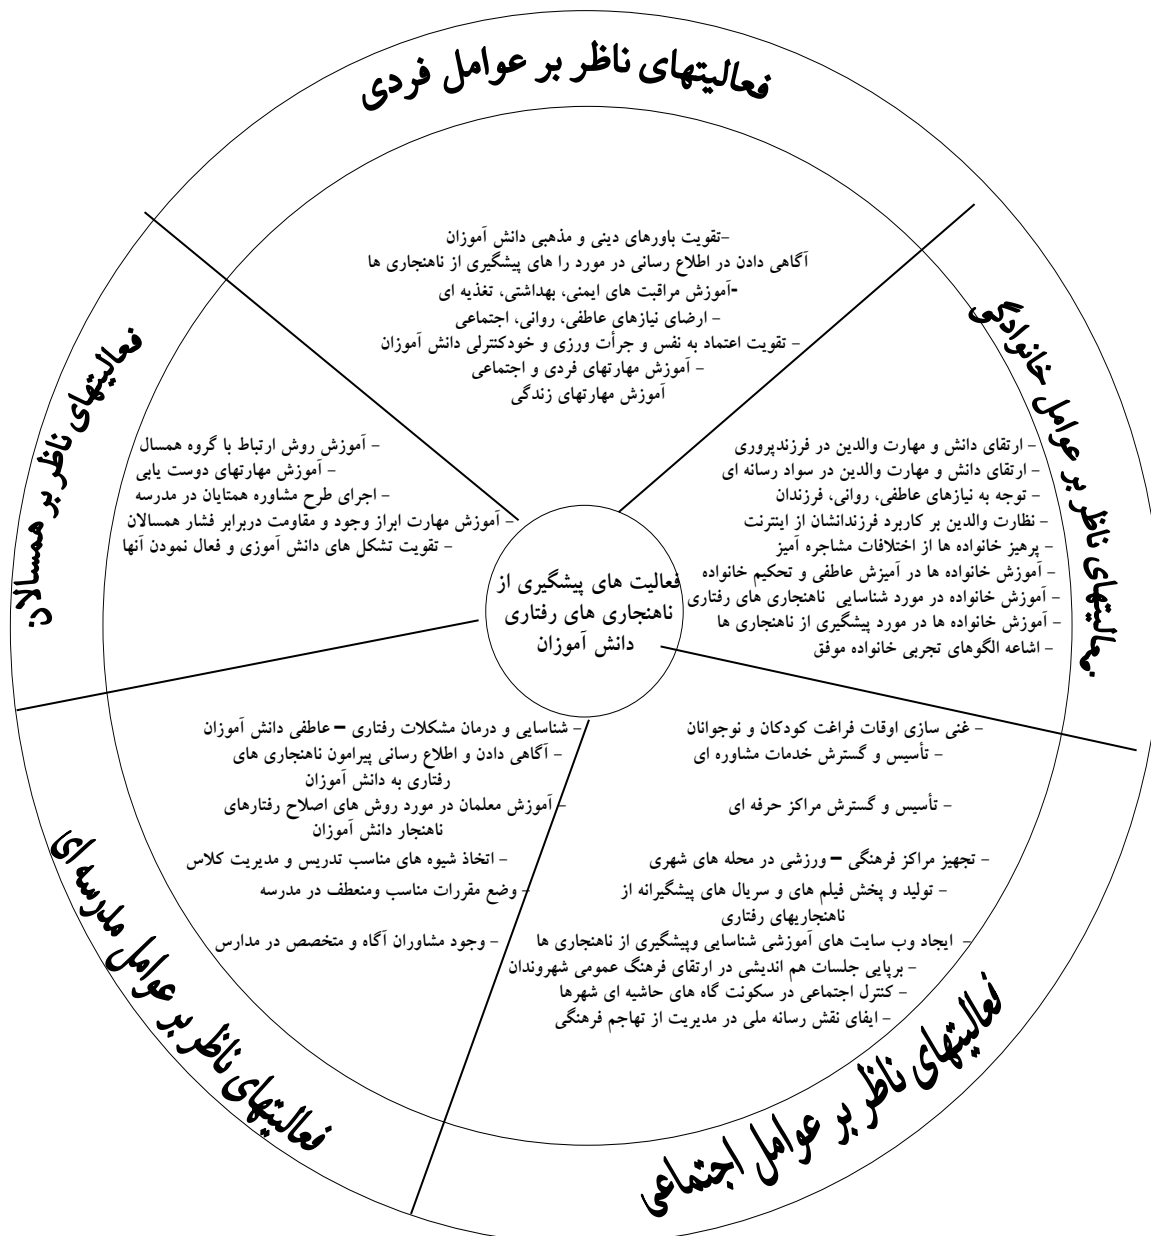 فعالیتهای ناظر بر عوامل فردی
-تقویت باورهای دینی و مذهبی دانش آموزان
آگاهی دادن در اطلاع رسانی در مورد را های پیشگیری از ناهنجاری ها
-آموزش مراقبت های ایمنی، بهداشتی، تغذیه ای
- ارضای نیازهای عاطفی، روانی، اجتماعی
- تقویت اعتماد به نفس و جرأت ورزی و خودکنترلی دانش آموزان
- آموزش مهارتهای فردی و اجتماعی
آموزش مهارتهای زندگی
فعالیتهای ناظر بر عوامل خانوادگی
- ارتقای دانش و مهارت والدین در فرزندپروری
- ارتقای دانش و مهارت والدین در سواد رسانه ای
- توجه به نیازهای عاطفی، روانی، فرزندان
- نظارت والدین بر کاربرد فرزندانشان از اینترنت
- پرهیز خانواده ها از اختلافات مشاجره آمیز
- آموزش خانواده ها در آمیزش عاطفی و تحکیم خانواده
- آموزش خانواده در مورد شناسایی ناهنجاری های رفتاری
- آموزش خانواده ها در مورد پیشگیری از ناهنجاری ها
- اشاعه الگوهای تجربی خانواده موفق
فعالیتهای ناظر بر همسالان
- آموزش روش ارتباط با گروه همسال
- آموزش مهارتهای دوست یابی
- اجرای طرح مشاوره همتایان در مدرسه
- آموزش مهارت ابراز وجود و مقاومت دربرابر فشار همسالان
- تقویت تشکل های دانش آموزی و فعال نمودن آنها
فعالیت های پیشگیری از
ناهنجاری های رفتاری
دانش آموزان
- غنی سازی اوقات فراغت کودکان و نوجوانان
- تأسیس و گسترش خدمات مشاوره ای
- تأسیس و گسترش مراکز حرفه ای
- تجهیز مراکز فرهنگی – ورزشی در محله های شهری
- تولید و پخش فیلم های و سریال های پیشگیرانه از
ناهنجاریهای رفتاری
- ایجاد وب سایت های آموزشی شناسایی وپیشگیری از ناهنجاری ها
- برپایی جلسات هم اندیشی در ارتقای فرهنگ عمومی شهروندان
- کنترل اجتماعی در سکونت گاه های حاشیه ای شهرها
- ایفای نقش رسانه ملی در مدیریت از تهاجم فرهنگی
فعالیتهای ناظر بر عوامل اجتماعی
- شناسایی و درمان مشکلات رفتاری – عاطفی دانش آموزان
- آگاهی دادن و اطلاع رسانی پیرامون ناهنجاری های
رفتاری به دانش آموزان
- آموزش معلمان در مورد روش های اصلاح رفتارهای
ناهنجار دانش آموزان
- اتخاذ شیوه های مناسب تدریس و مدیریت کلاس
- وضع مقررات مناسب ومنعطف در مدرسه
- وجود مشاوران آگاه و متخصص در مدارس
فعالیتهای ناظر بر عوامل مدرسه ای